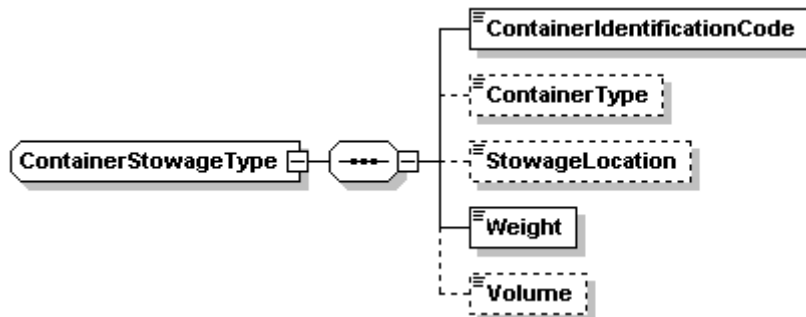 ContainerIdentificationCode
ContainerType
ContainerStowageType
StowageLocation
Weight
Volume